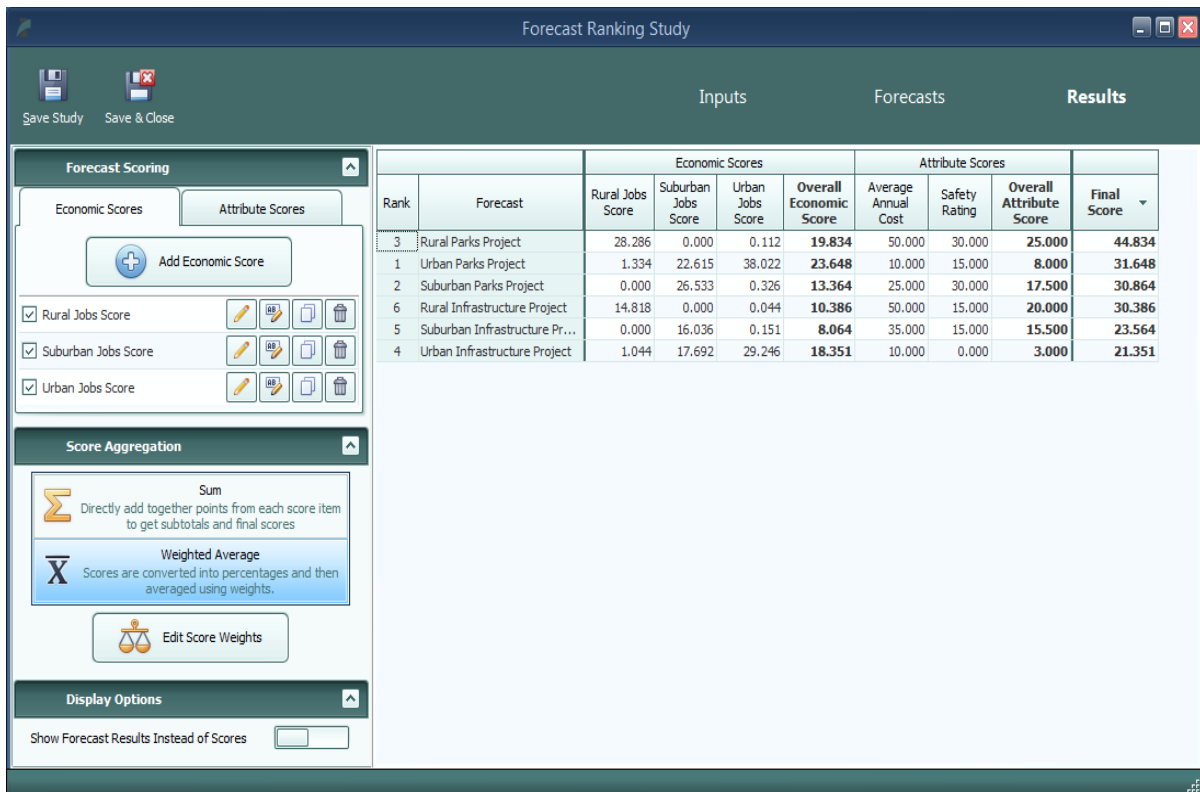 Forecast Ranking Study
Save Study Save & Close
Inputs Forecasts Results
Forecast Scoring
Economic Scores Attribute Scores
Add Economic Score
Rural Jobs Score
Suburban Jobs Score
Urban Jobs Score
Score Aggregation
Σ Sum
Directly add together points from each score item
to get subtotals and final scores
X Weighted Average
Scores are converted into percentages and then
averaged using weights.
Edit Score Weights
Display Options
Show Forecast Results Instead of Scores
Economic Scores Attribute Scores
Rank Forecast Rural Jobs Score Suburban Jobs Score Urban Jobs Score Overall Economic Score Average Annual Cost Safety Rating Overall Attribute Score Final Score
3 Rural Parks Project 28.286 0.000 0.112 19.834 50.000 30.000 25.000 44.834
1 Urban Parks Project 1.334 22.615 38.022 23.648 10.000 15.000 8.000 31.648
2 Suburban Parks Project 0.000 26.533 0.326 13.364 25.000 30.000 17.500 30.864
6 Rural Infrastructure Project 14.818 0.000 0.044 10.386 50.000 15.000 20.000 30.386
5 Suburban Infrastructure Pr... 0.000 16.036 0.151 8.064 35.000 15.000 15.500 23.564
4 Urban Infrastructure Project 1.044 17.692 29.246 18.351 10.000 0.000 3.000 21.351